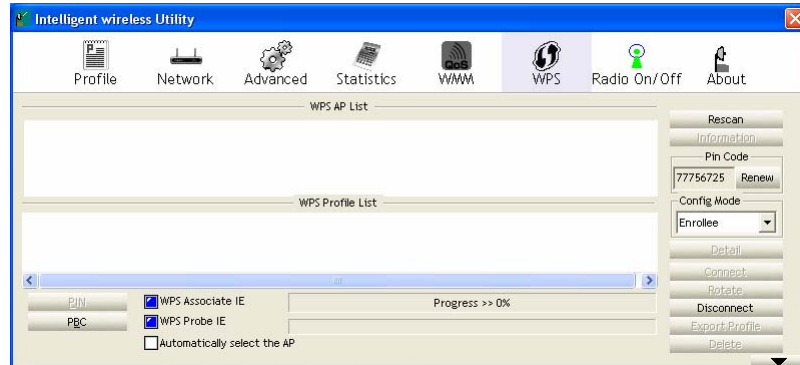 Intelligent wireless Utility
Profile Network Advanced Statistics QoS WMM WPS Radio On/Off About
WPS AP List
Rescan
Information
Pin Code
77756725 Renew
WPS Profile List
Config Mode
Enrollee
Detail
Connect
Rotate
Disconnect
Export Profile
Delete
PIN
WPS Associate IE
Progress >> 0%
PBC
WPS Probe IE
Automatically select the AP